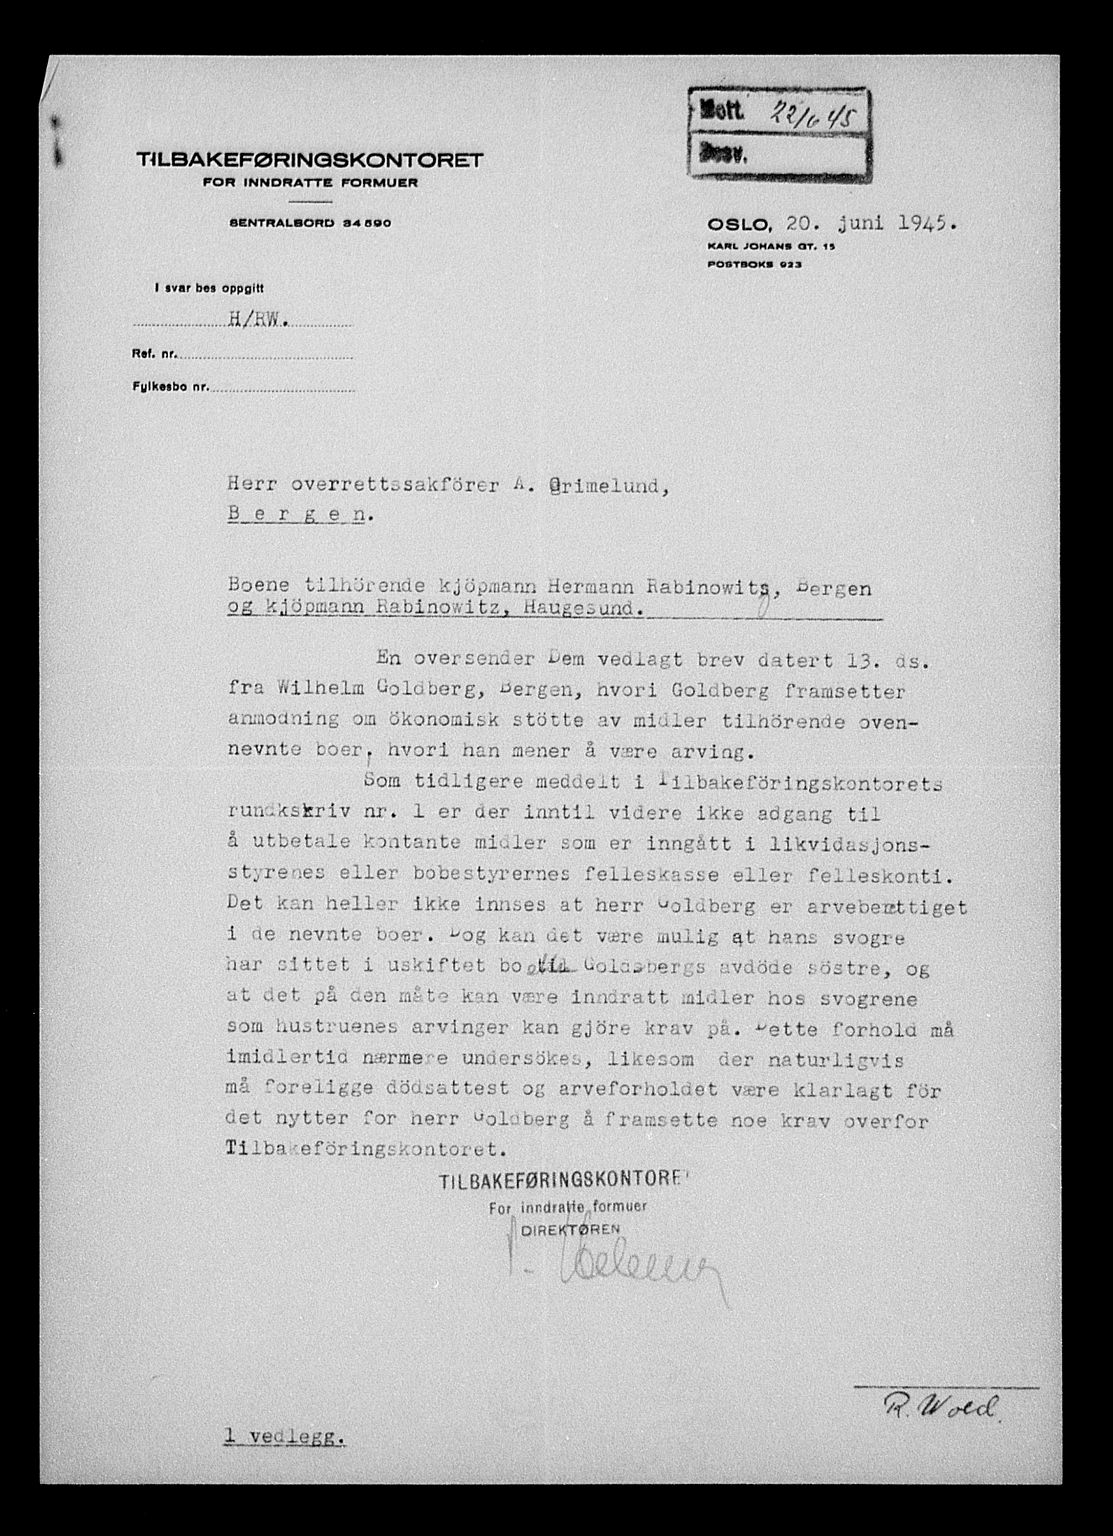 Mott. 22/6 45
Besv.
TILBAKEFØRINGSKONTORET
FOR INNDRATTE FORMUER
SENTRALBORD 34590
OSLO, 20. juni 1945.
KARL JOHANS GT. 15
POSTBOKS 923
I svar bes oppgitt
H/RW.
Ref. nr.
Fylkesbo nr.
Herr overrettssakförer A. Grimelund,
B e r g e n.
Boene tilhörende kjöpmann Hermann Rabinowitz, Bergen
og kjöpmann Rabinowitz, Haugesund.
En oversender Dem vedlagt brev datert 13. ds.
fra Wilhelm Goldberg, Bergen, hvori Goldberg framsetter
anmodning om ökonomisk stötte av midler tilhörende oven-
nevnte boer, hvori han mener å være arving.
Som tidligere meddelt i Tilbakeföringskontorets
rundkskriv nr. 1 er der inntil videre ikke adgang til
å utbetale kontante midler som er inngått i likvidasjons-
styrenes eller bobestyrernes felleskasse eller felleskonti.
Det kan heller ikke innses at herr Goldberg er arveberettiget
i de nevnte boer. Dog kan det være mulig at hans svogre
har sittet i uskiftet bo etter Goldsbergs avdöde söstre, og
at det på den måte kan være inndratt midler hos svogrene
som hustruenes arvinger kan gjöre krav på. Dette forhold må
imidlertid nærmere undersökes, likesom der naturligvis
må foreligge dödsattest og arveforholdet være klarlagt för
det nytter for herr Goldberg å framsette noe krav overfor
Tilbakeföringskontoret.
TILBAKEFØRINGSKONTORET
For inndratte formuer
DIREKTØREN
R. Wold.
1 vedlegg.